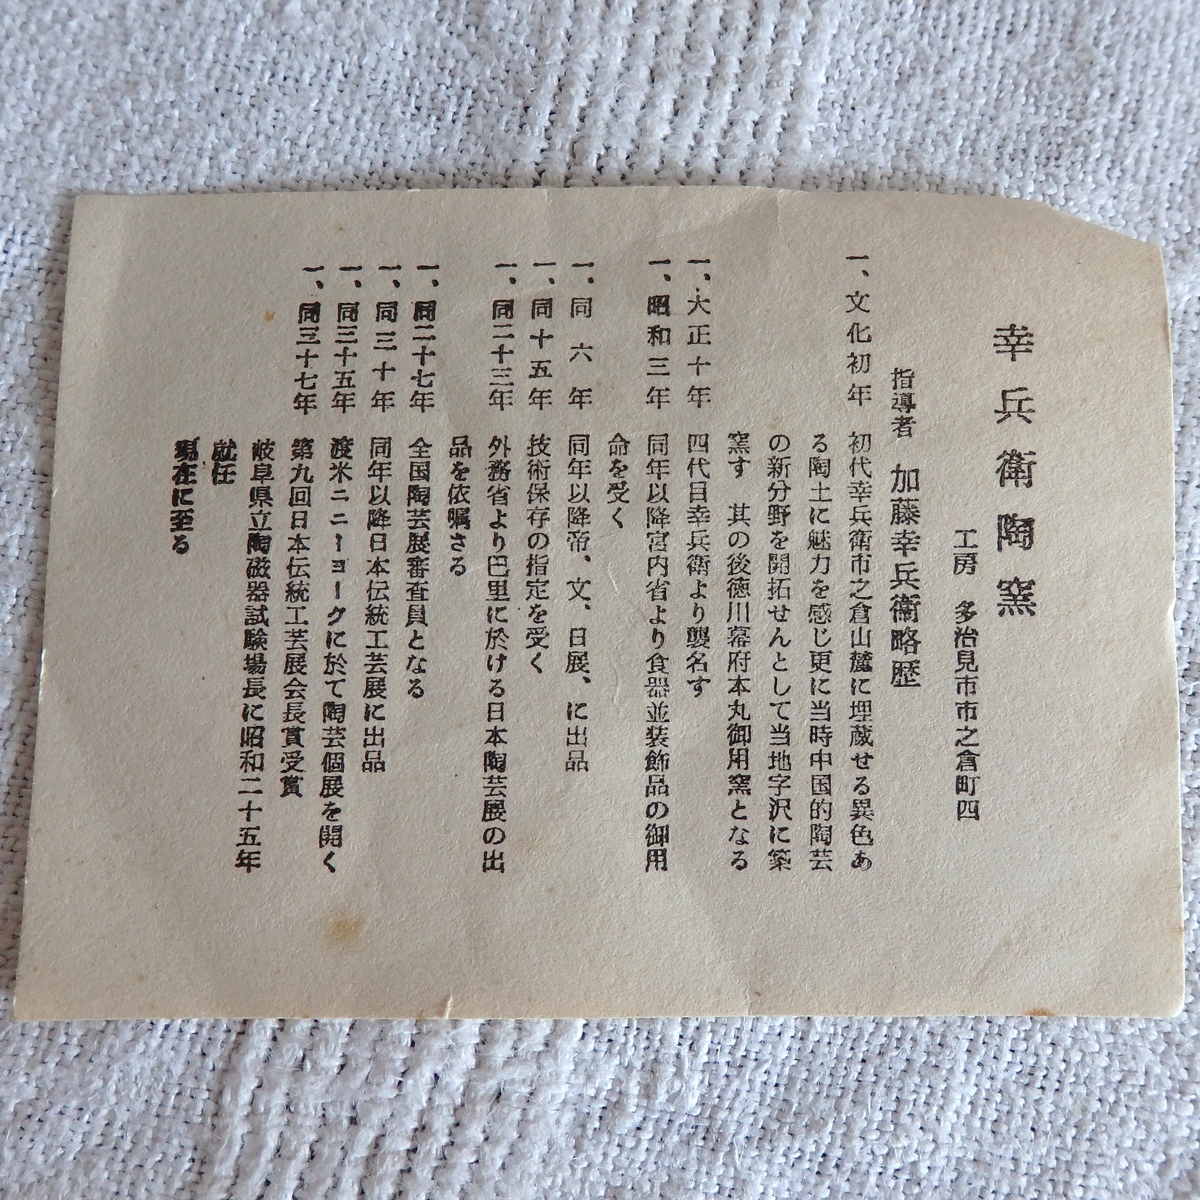 幸兵衛陶窯
工房　多治見市市之倉町四
指導者　加藤幸兵衛略歴
一、文化初年　初代幸兵衛市之倉山麓に埋蔵せる異色あ
る陶土に魅力を感じ更に当時中国的陶芸
の新分野を開拓せんとして当地字沢に築
窯す　其の後徳川幕府本丸御用窯となる
一、大正十年　四代目幸兵衛より襲名す
一、昭和三年　同年以降宮内省より食器並装飾品の御用
命を受く
一、同六年　同年以降帝、文、日展、に出品
一、同十五年　技術保存の指定を受く
一、同二十三年　外務省より巴里に於ける日本陶芸展の出
品を依嘱さる
一、同二十七年　全国陶芸展審査員となる
一、同三十年　同年以降日本伝統工芸展に出品
一、同三十五年　渡米ニューヨークに於て陶芸個展を開く
一、同三十七年　第九回日本伝統工芸展会長賞受賞
岐阜県立陶磁器試験場長に昭和二十五年
就任
現在に至る